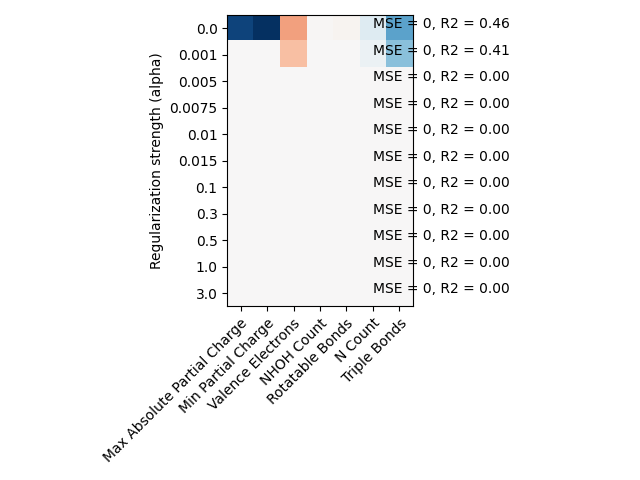 Regularization strength (alpha)
0.0 MSE = 0, R2 = 0.46
0.001 MSE = 0, R2 = 0.41
0.005 MSE = 0, R2 = 0.00
0.0075 MSE = 0, R2 = 0.00
0.01 MSE = 0, R2 = 0.00
0.015 MSE = 0, R2 = 0.00
0.1 MSE = 0, R2 = 0.00
0.3 MSE = 0, R2 = 0.00
0.5 MSE = 0, R2 = 0.00
1.0 MSE = 0, R2 = 0.00
3.0 MSE = 0, R2 = 0.00
Max Absolute Partial Charge
Min Partial Charge
Valence Electrons
NHOH Count
Rotatable Bonds
N Count
Triple Bonds